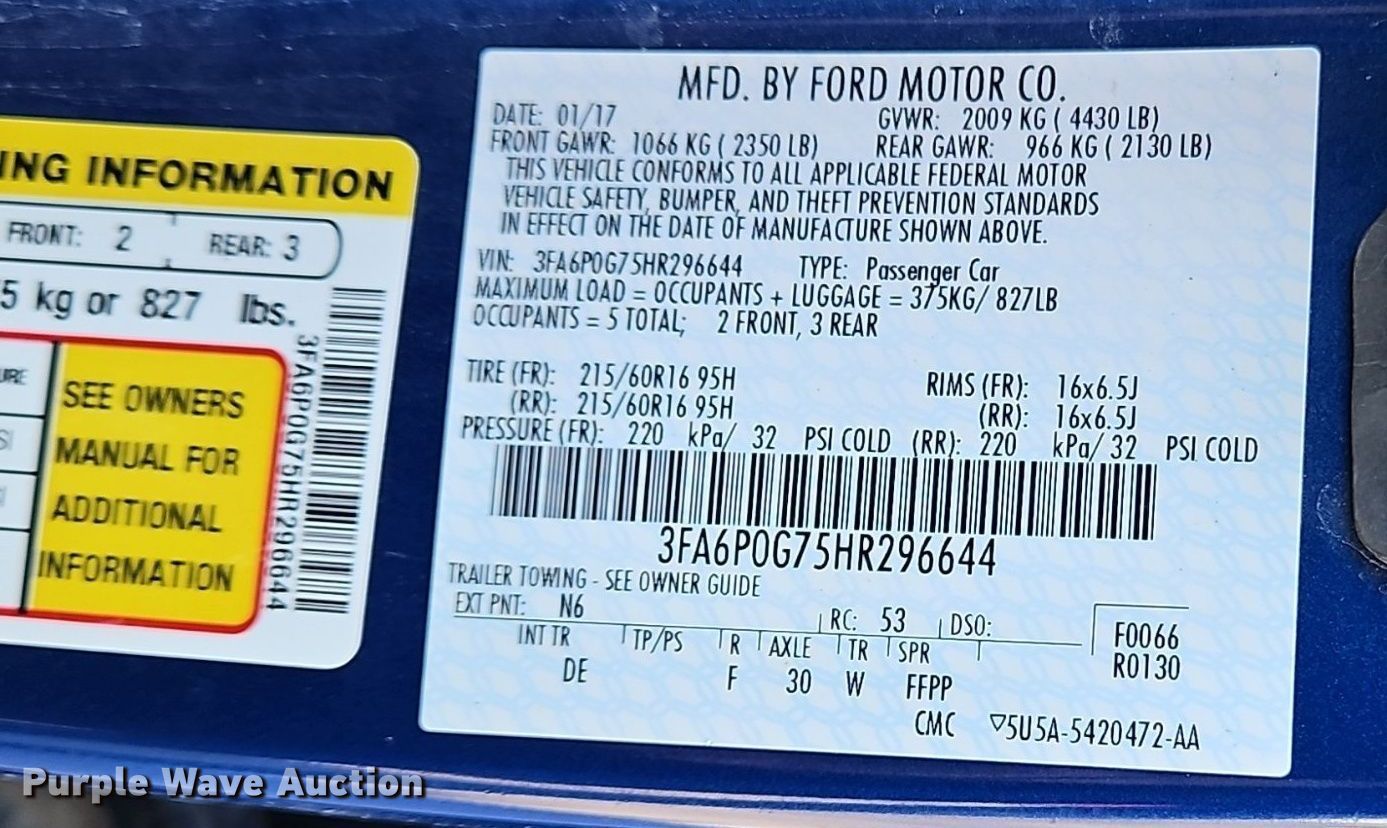 ING INFORMATION
FRONT: 2 REAR: 3
5 kg or 827 lbs.
SEE OWNERS
MANUAL FOR
ADDITIONAL
INFORMATION
3FA6P0G75HR296644
MFD. BY FORD MOTOR CO.
DATE: 01/17 GVWR: 2009 KG ( 4430 LB)
FRONT GAWR: 1066 KG ( 2350 LB) REAR GAWR: 966 KG ( 2130 LB)
THIS VEHICLE CONFORMS TO ALL APPLICABLE FEDERAL MOTOR
VEHICLE SAFETY, BUMPER, AND THEFT PREVENTION STANDARDS
IN EFFECT ON THE DATE OF MANUFACTURE SHOWN ABOVE.
VIN: 3FA6P0G75HR296644 TYPE: Passenger Car
MAXIMUM LOAD = OCCUPANTS + LUGGAGE = 375KG/ 827LB
OCCUPANTS = 5 TOTAL; 2 FRONT, 3 REAR
TIRE (FR): 215/60R16 95H RIMS (FR): 16x6.5J
(RR): 215/60R16 95H (RR): 16x6.5J
PRESSURE (FR): 220 kPa/ 32 PSI COLD (RR): 220 kPa/ 32 PSI COLD
3FA6P0G75HR296644
TRAILER TOWING - SEE OWNER GUIDE
EXT PNT: N6 RC: 53 DSO:
INT TR TP/PS R AXLE TR SPR
DE F 30 W FFPP
F0066
R0130
CMC ▽5U5A-5420472-AA
Purple Wave Auction